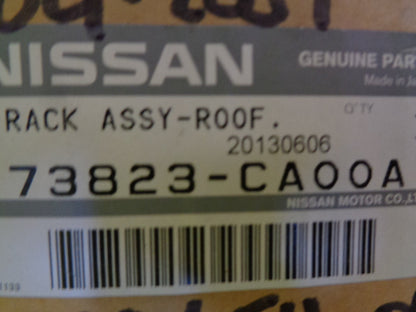 NISSAN
GENUINE PAR
Made in Ja
RACK ASSY-ROOF.
Q'TY
20130606
73823-CA00A
NISSAN MOTOR CO.,LT